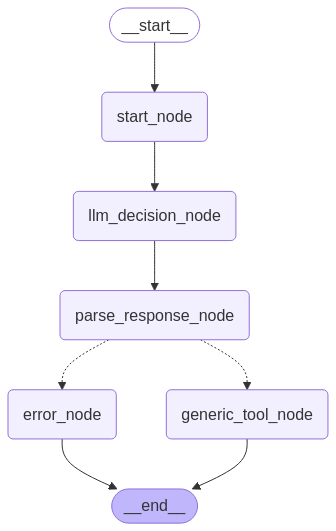 __start__
start_node
llm_decision_node
parse_response_node
error_node
generic_tool_node
__end__